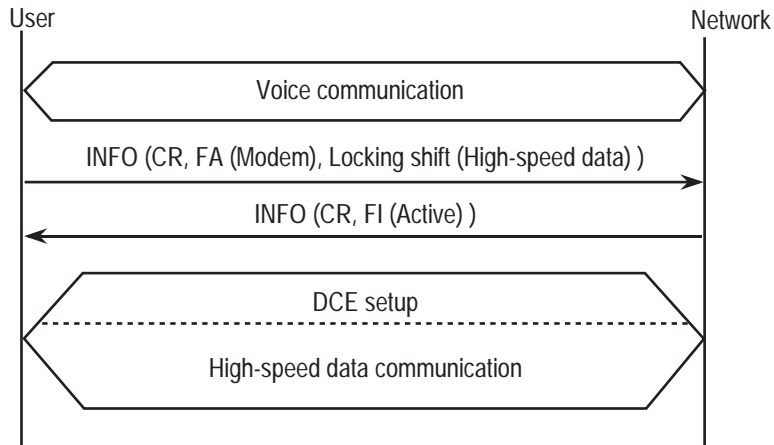 User
Network
Voice communication
INFO (CR, FA (Modem), Locking shift (High-speed data) )
INFO (CR, FI (Active) )
DCE setup
High-speed data communication